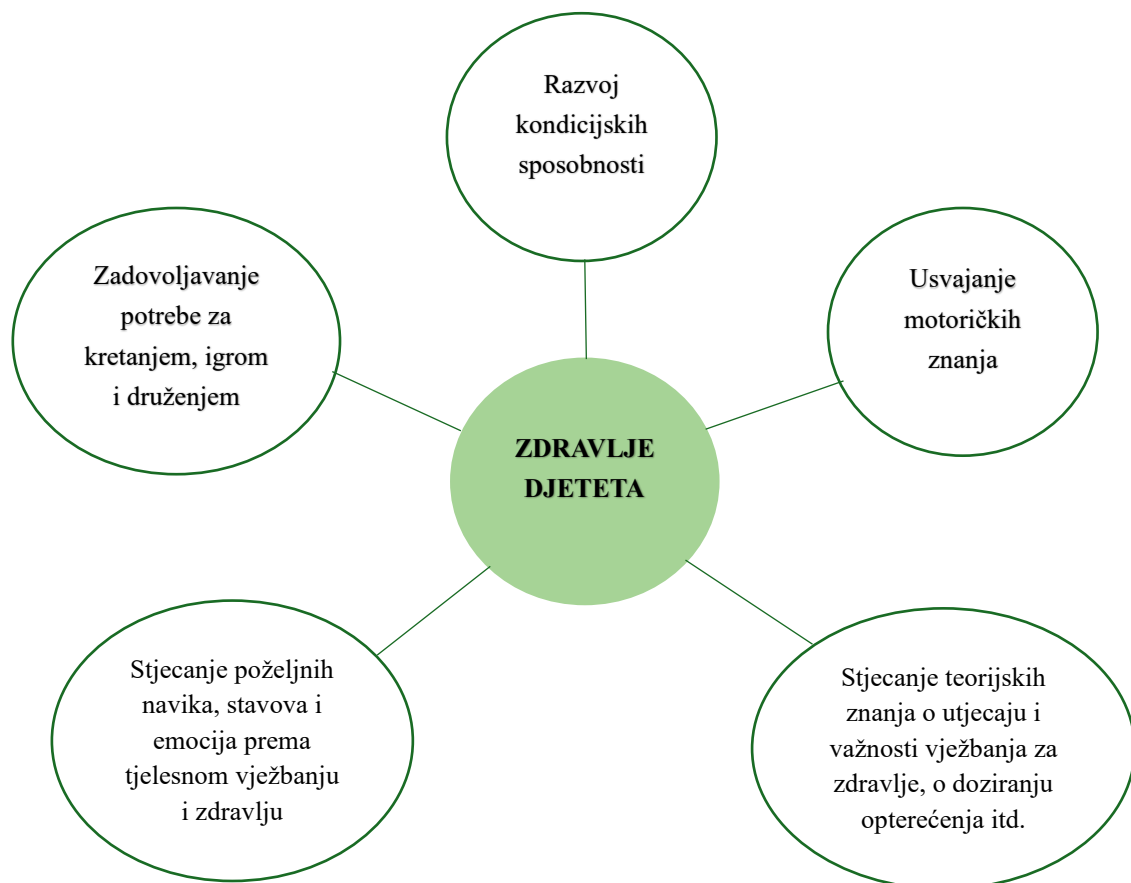 Razvoj
kondicijskih
sposobnosti
Zadovoljavanje
potrebe za
kretanjem, igrom
i druženjem
Usvajanje
motoričkih
znanja
ZDRAVLJE
DJETETA
Stjecanje poželjnih
navika, stavova i
emocija prema
tjelesnom vježbanju
i zdravlju
Stjecanje teorijskih
znanja o utjecaju i
važnosti vježbanja za
zdravlje, o doziranju
opterećenja itd.